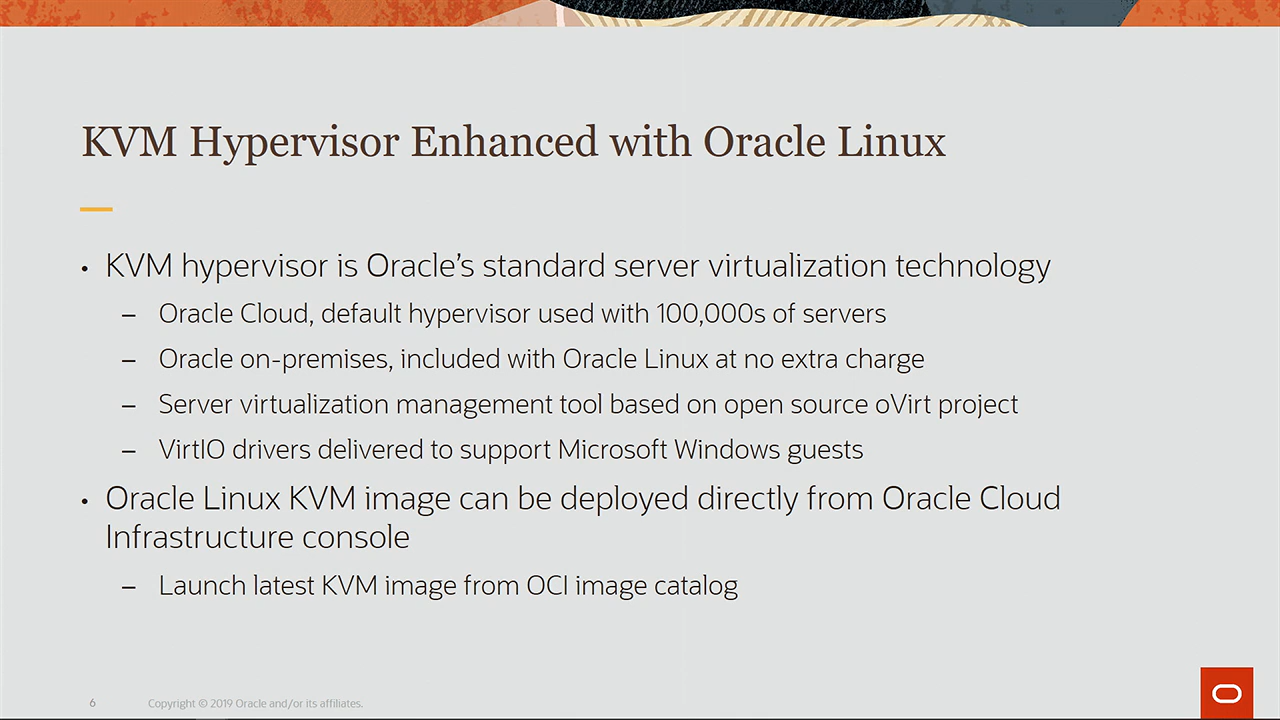 KVM Hypervisor Enhanced with Oracle Linux
• KVM hypervisor is Oracle’s standard server virtualization technology
– Oracle Cloud, default hypervisor used with 100,000s of servers
– Oracle on-premises, included with Oracle Linux at no extra charge
– Server virtualization management tool based on open source oVirt project
– VirtIO drivers delivered to support Microsoft Windows guests
• Oracle Linux KVM image can be deployed directly from Oracle Cloud
Infrastructure console
– Launch latest KVM image from OCI image catalog
6 Copyright © 2019 Oracle and/or its affiliates.